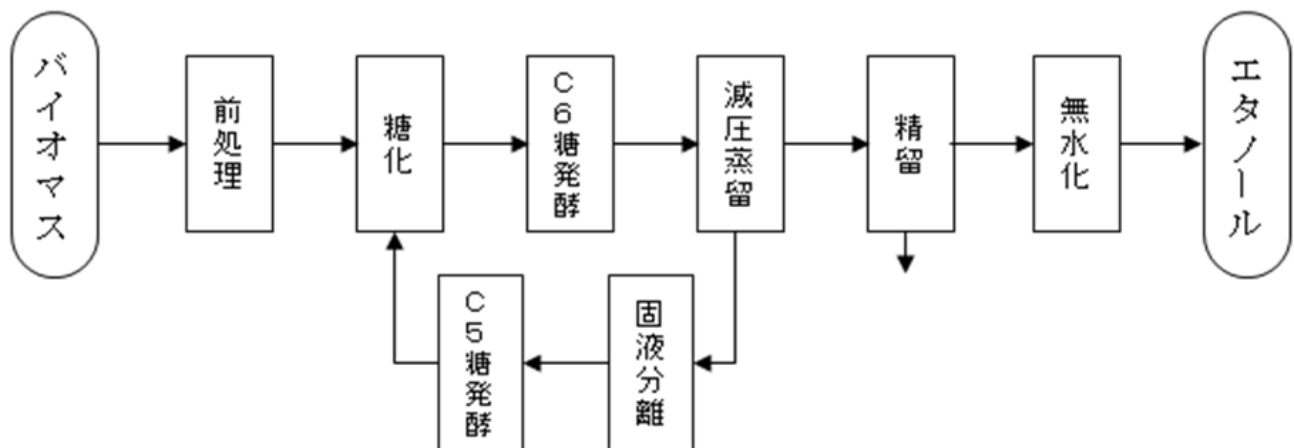 バイオマス
前処理
糖化
C6糖発酵
減圧蒸留
精留
無水化
エタノール
C5糖発酵
固液分離